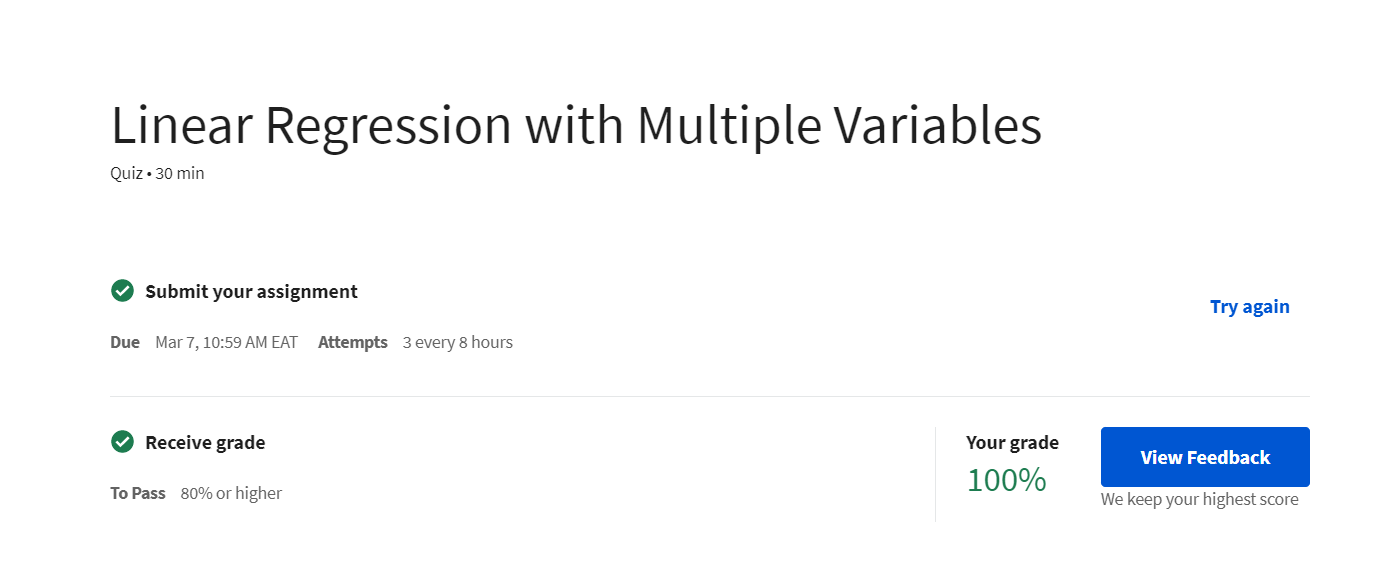 Linear Regression with Multiple Variables
Quiz • 30 min
Submit your assignment
Try again
Due Mar 7, 10:59 AM EAT Attempts 3 every 8 hours
Receive grade
To Pass 80% or higher
Your grade
100%
View Feedback
We keep your highest score